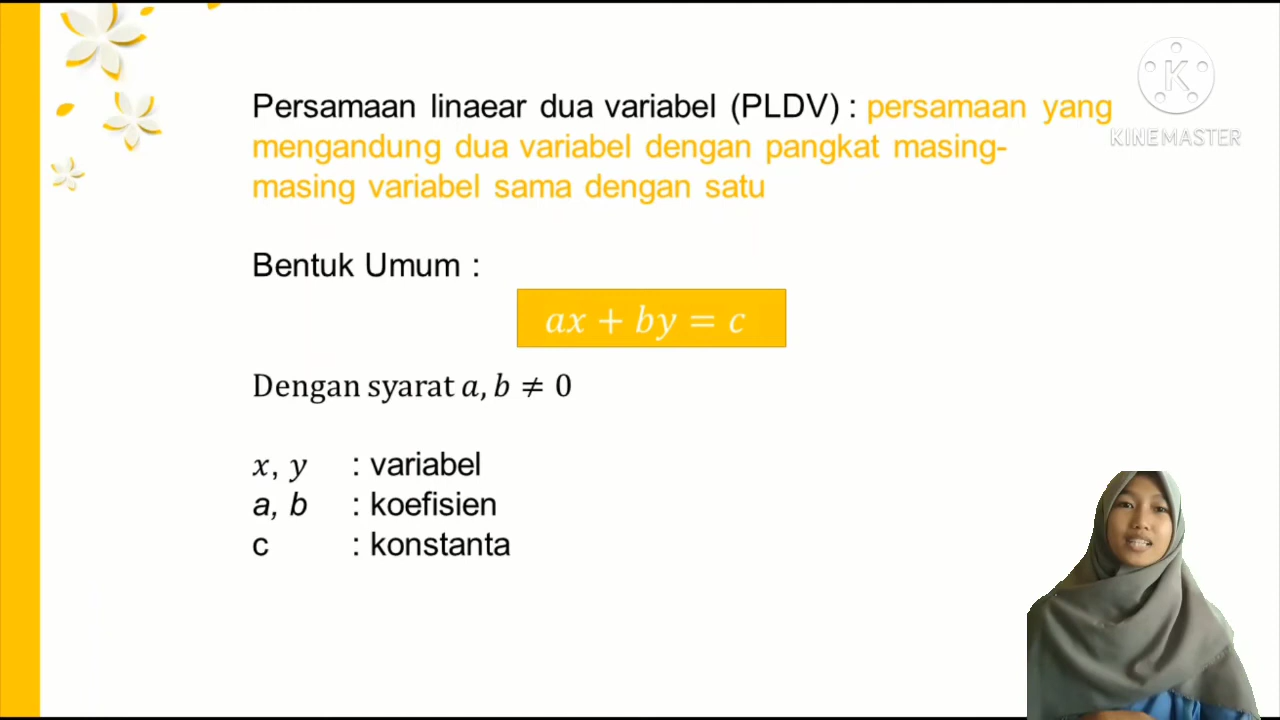 Persamaan linaear dua variabel (PLDV) : persamaan yang
mengandung dua variabel dengan pangkat masing-
masing variabel sama dengan satu
Bentuk Umum :
ax + by = c
Dengan syarat a, b ≠ 0
x, y : variabel
a, b : koefisien
c : konstanta
K
KINEMASTER